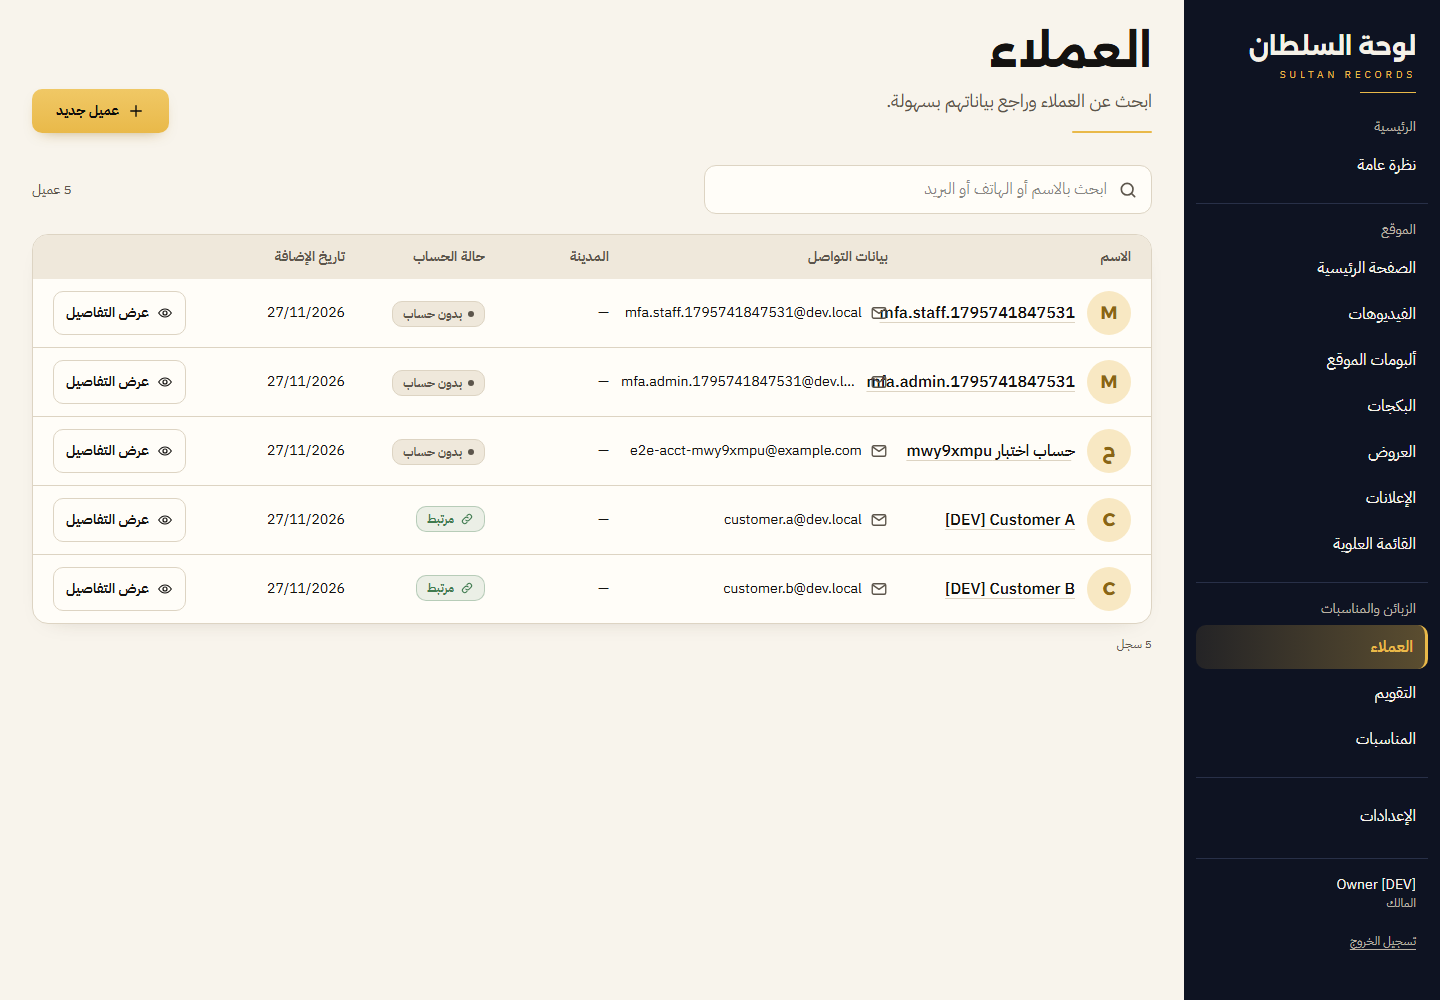 لوحة السلطان
SULTAN RECORDS
الرئيسية
نظرة عامة
الموقع
الصفحة الرئيسية
الفيديوهات
ألبومات الموقع
البكجات
العروض
الإعلانات
القائمة العلوية
الزبائن والمناسبات
العملاء
التقويم
المناسبات
الإعدادات
Owner [DEV]
المالك
تسجيل الخروج
العملاء
ابحث عن العملاء وراجع بياناتهم بسهولة.
عميل جديد
ابحث بالاسم أو الهاتف أو البريد
5 عميل
الاسم بيانات التواصل المدينة حالة الحساب تاريخ الإضافة
M mfa.staff.1795741847531 mfa.staff.1795741847531@dev.local — بدون حساب 27/11/2026 عرض التفاصيل
M mfa.admin.1795741847531 mfa.admin.1795741847531@dev.l... — بدون حساب 27/11/2026 عرض التفاصيل
ح حساب اختبار mwy9xmpu e2e-acct-mwy9xmpu@example.com — بدون حساب 27/11/2026 عرض التفاصيل
C [DEV] Customer A customer.a@dev.local — مرتبط 27/11/2026 عرض التفاصيل
C [DEV] Customer B customer.b@dev.local — مرتبط 27/11/2026 عرض التفاصيل
5 سجل